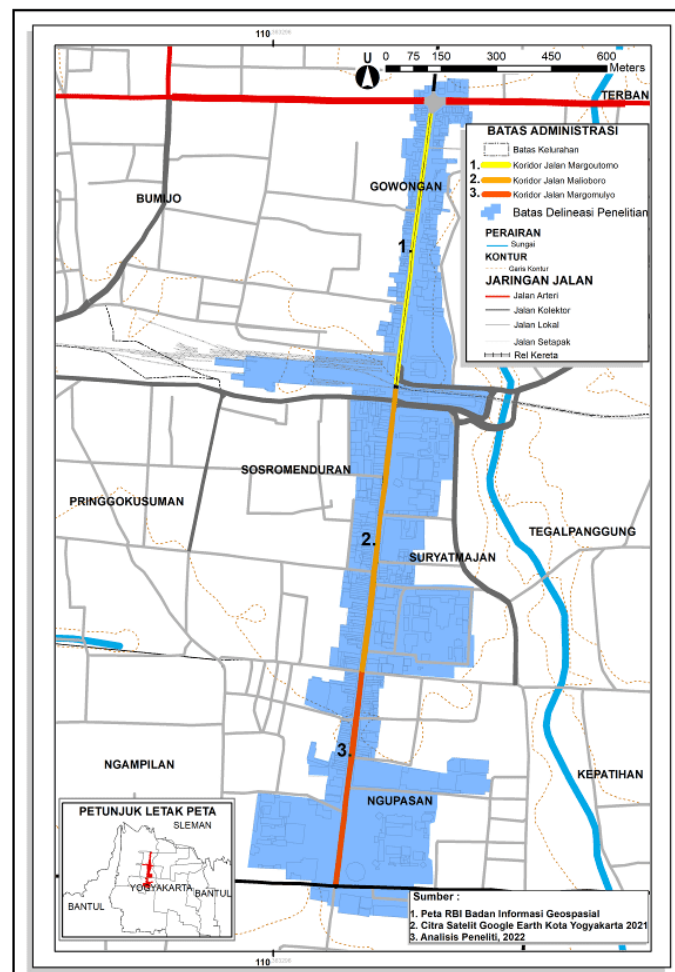 110
U
0 75 150 300 450 600
Meters
TERBAN
BATAS ADMINISTRASI
Batas Kelurahan
1. Koridor Jalan Margoutomo
2. Koridor Jalan Malioboro
3. Koridor Jalan Margomulyo
Batas Delineasi Penelitian
PERAIRAN
Sungai
KONTUR
Garis Kontur
JARINGAN JALAN
Jalan Arteri
Jalan Kolektor
Jalan Lokal
Jalan Setapak
Rel Kereta
GOWONGAN
BUMIJO
1.
SOSROMENDURAN
PRINGGOKUSUMAN
TEGALPANGGUNG
2.
SURYATMAJAN
3.
NGAMPILAN
KEPATIHAN
NGUPASAN
PETUNJUK LETAK PETA
SLEMAN
YOGYAKARTA
BANTUL
BANTUL
Sumber :
1. Peta RBI Badan Informasi Geospasial
2. Citra Satelit Google Earth Kota Yogyakarta 2021
3. Analisis Peneliti, 2022
110